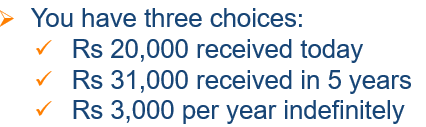 You have three choices:
Rs 20,000 received today
Rs 31,000 received in 5 years
Rs 3,000 per year indefinitely